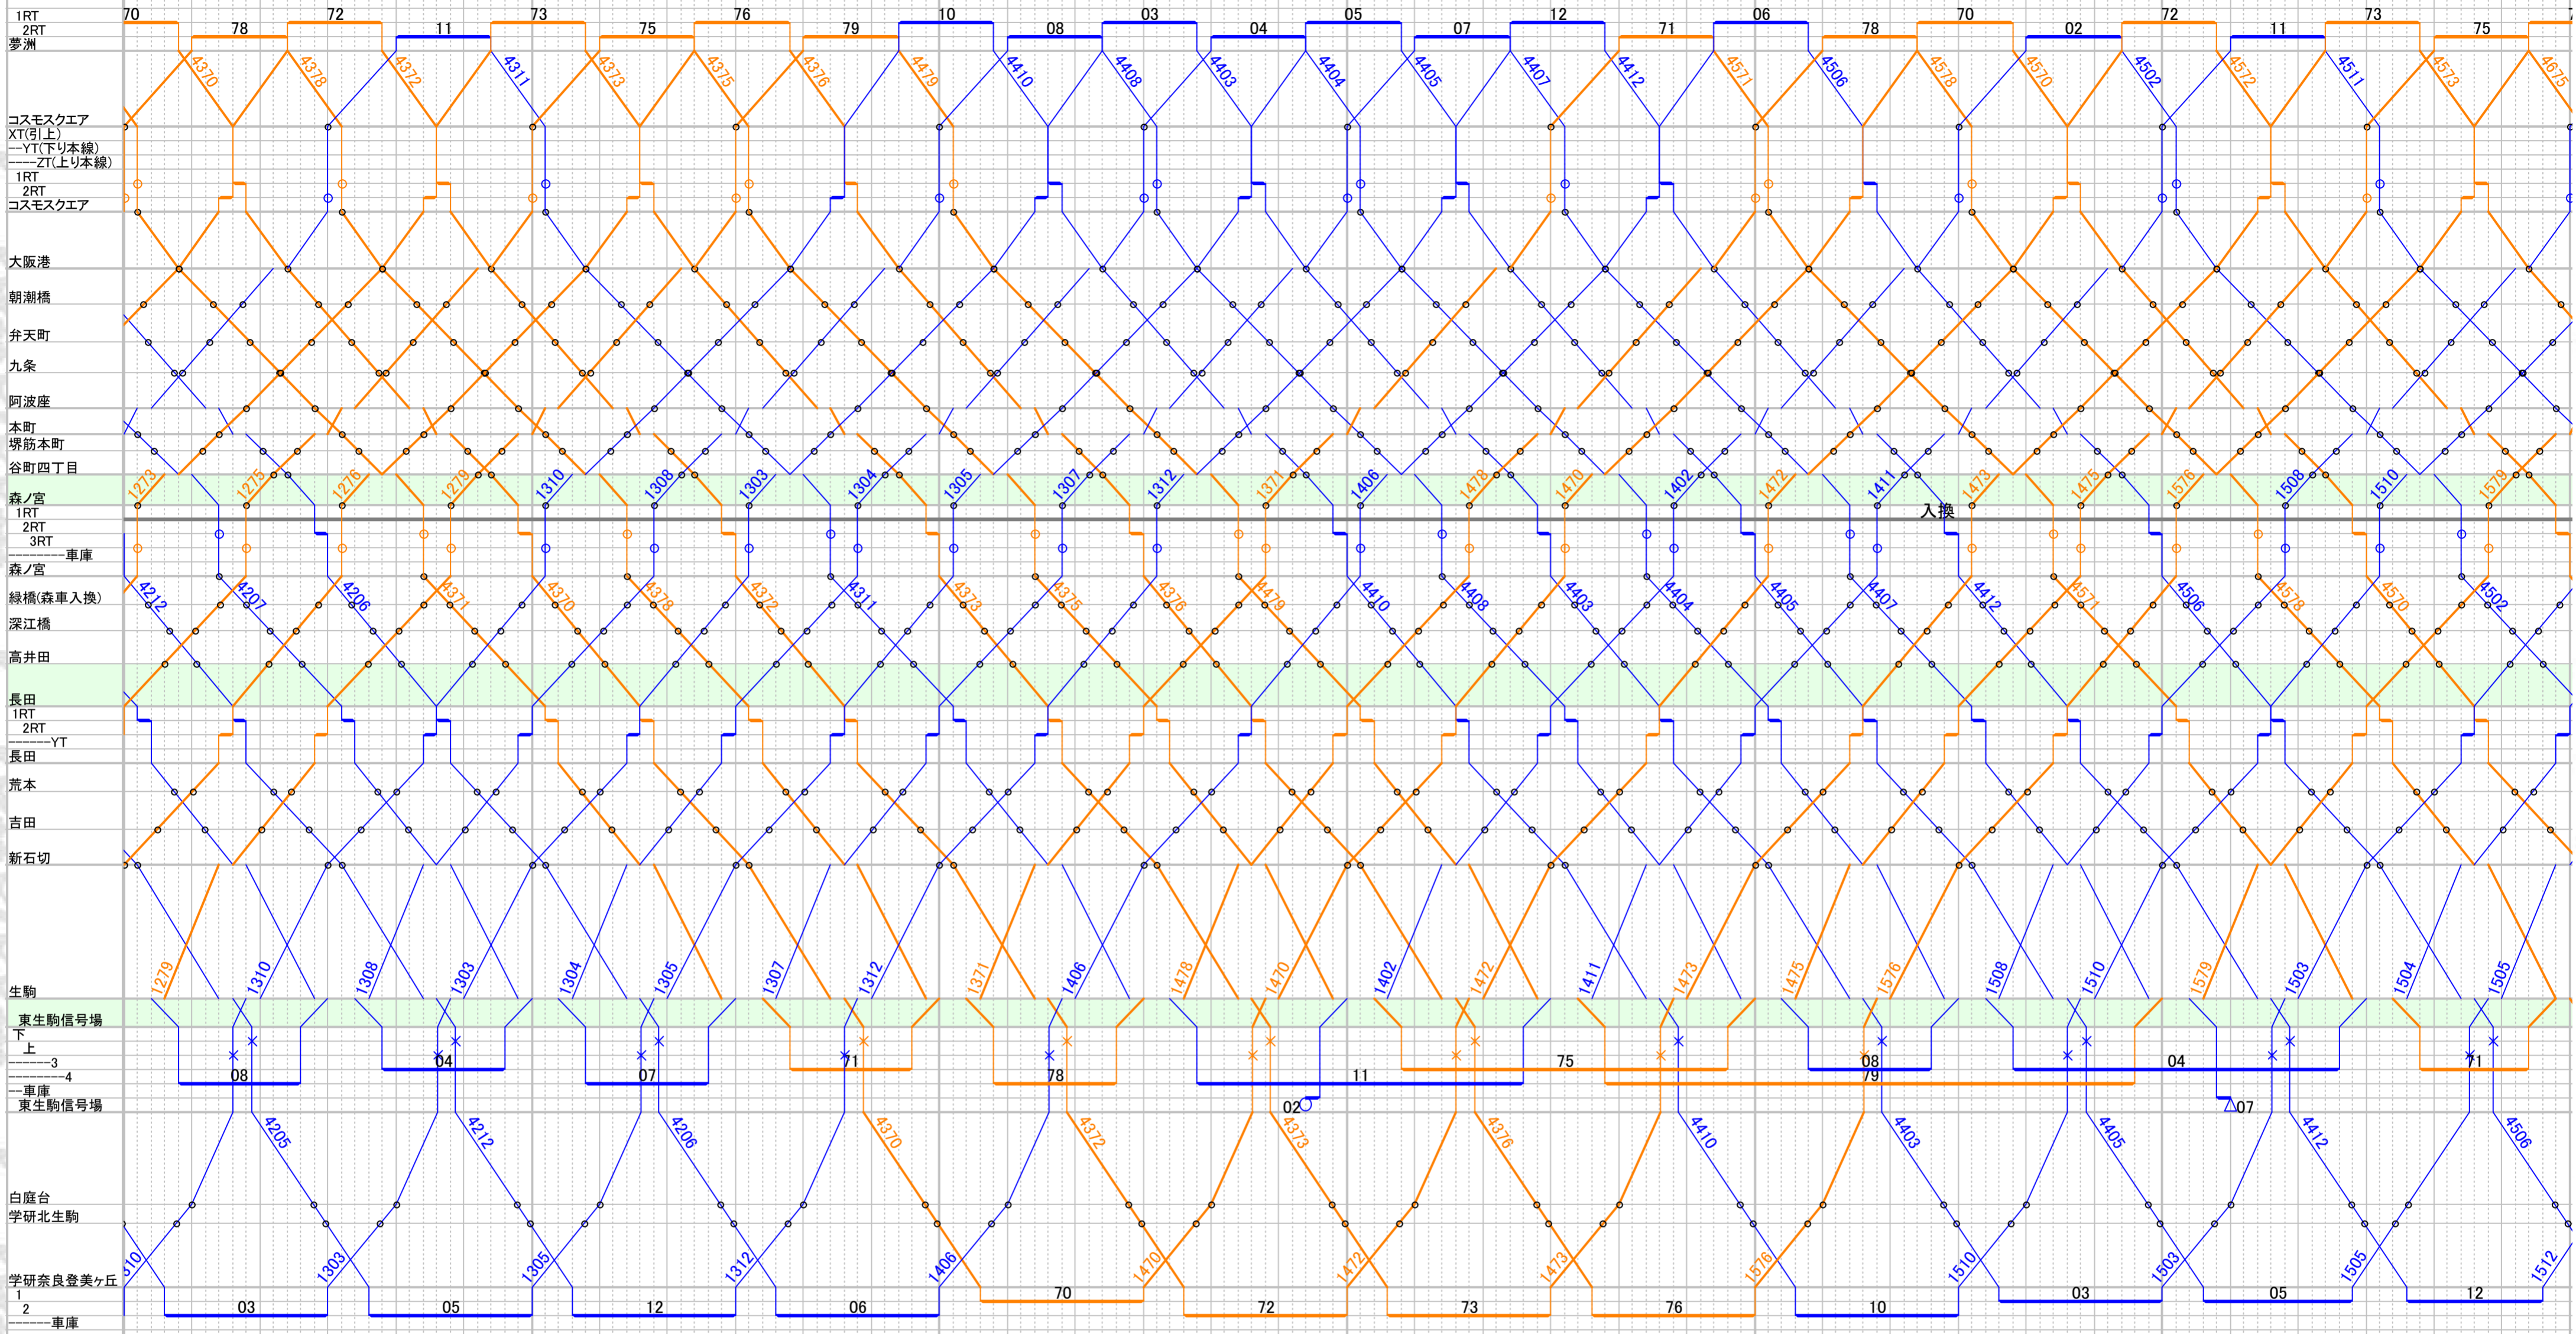 1RT
70 72 73 76 10 03 05 12 06 70 72 73
2RT
78 11 75 79 08 04 07 71 78 02 11 75
夢洲
4370 4378 4372 4311 4373 4375 4376 4479 4410 4408 4403 4404 4405 4407 4412 4571 4506 4578 4570 4502 4572 4511 4573 4675
コスモスクエア
XT(引上)
--YT(下り本線)
----ZT(上り本線)
1RT
2RT
コスモスクエア
大阪港
朝潮橋
弁天町
九条
阿波座
本町
堺筋本町
谷町四丁目
1273 1275 1276 1279 1310 1308 1303 1304 1305 1307 1312 1371 1406 1478 1470 1402 1472 1411 1473 1475 1576 1508 1510 1579
森ノ宮
1RT
入換
2RT
3RT
--------車庫
森ノ宮
4212 4207 4206 4371 4370 4378 4372 4311 4373 4375 4376 4479 4410 4408 4403 4404 4405 4407 4412 4571 4506 4578 4570 4502
緑橋(森車入換)
深江橋
高井田
長田
1RT
2RT
------YT
長田
荒本
吉田
新石切
1279 1310 1308 1303 1304 1305 1307 1312 1371 1406 1478 1470 1402 1472 1411 1473 1475 1576 1508 1510 1579 1503 1504 1505
生駒
東生駒信号場
下
上
------3
04 71 75 08 04 71
--------4
08 07 78 11 79
--車庫
東生駒信号場
02 07
4205 4212 4206 4370 4372 4373 4376 4410 4403 4405 4412 4506
白庭台
学研北生駒
310 1303 1305 1312 1406 1470 1472 1473 1576 1510 1503 1505 1512
学研奈良登美ヶ丘
1
70 03 05 12
2
03 05 12 06 72 73 76 10
------車庫